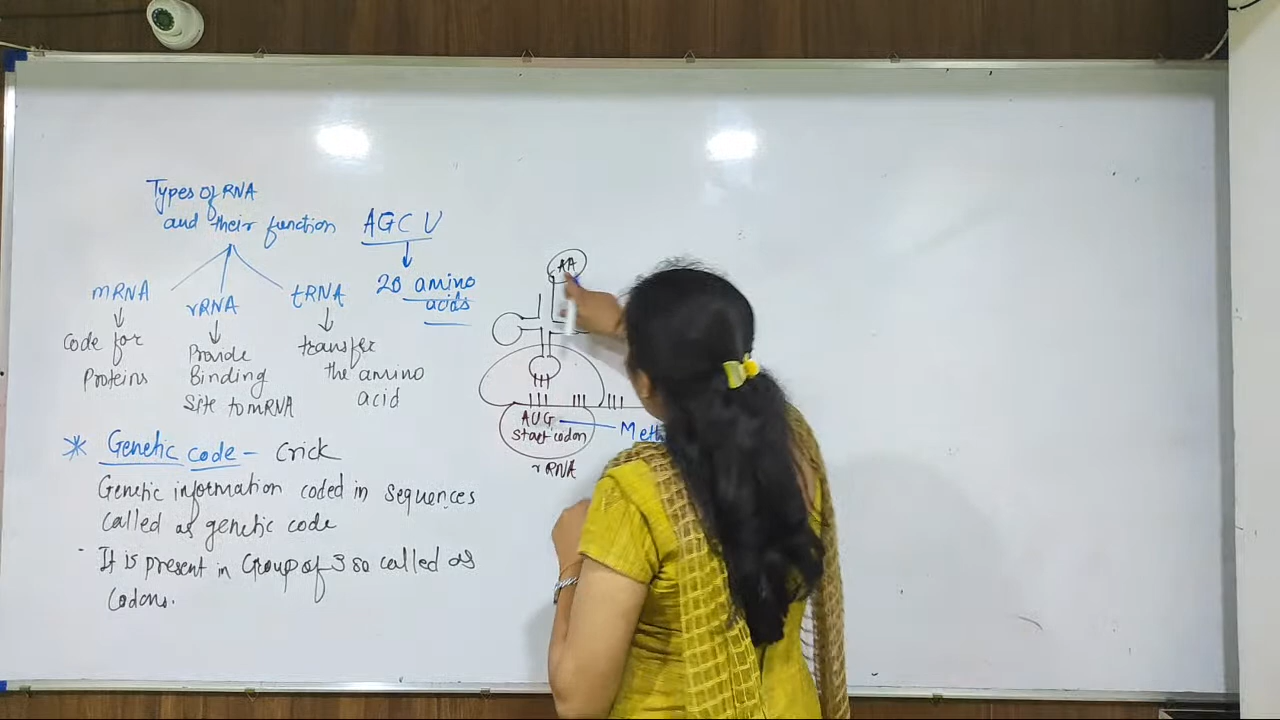 Types of RNA
and their function
AGCU
20 amino
acids
mRNA
rRNA
tRNA
Code for
Proteins
Provide
Binding
Site to mRNA
transfer
the amino
acid
* Genetic code - Crick
Genetic information coded in sequences
called as genetic code
· It is present in Group of 3 so called as
Codons.
AA
AUG
Start codon
Meth
rRNA